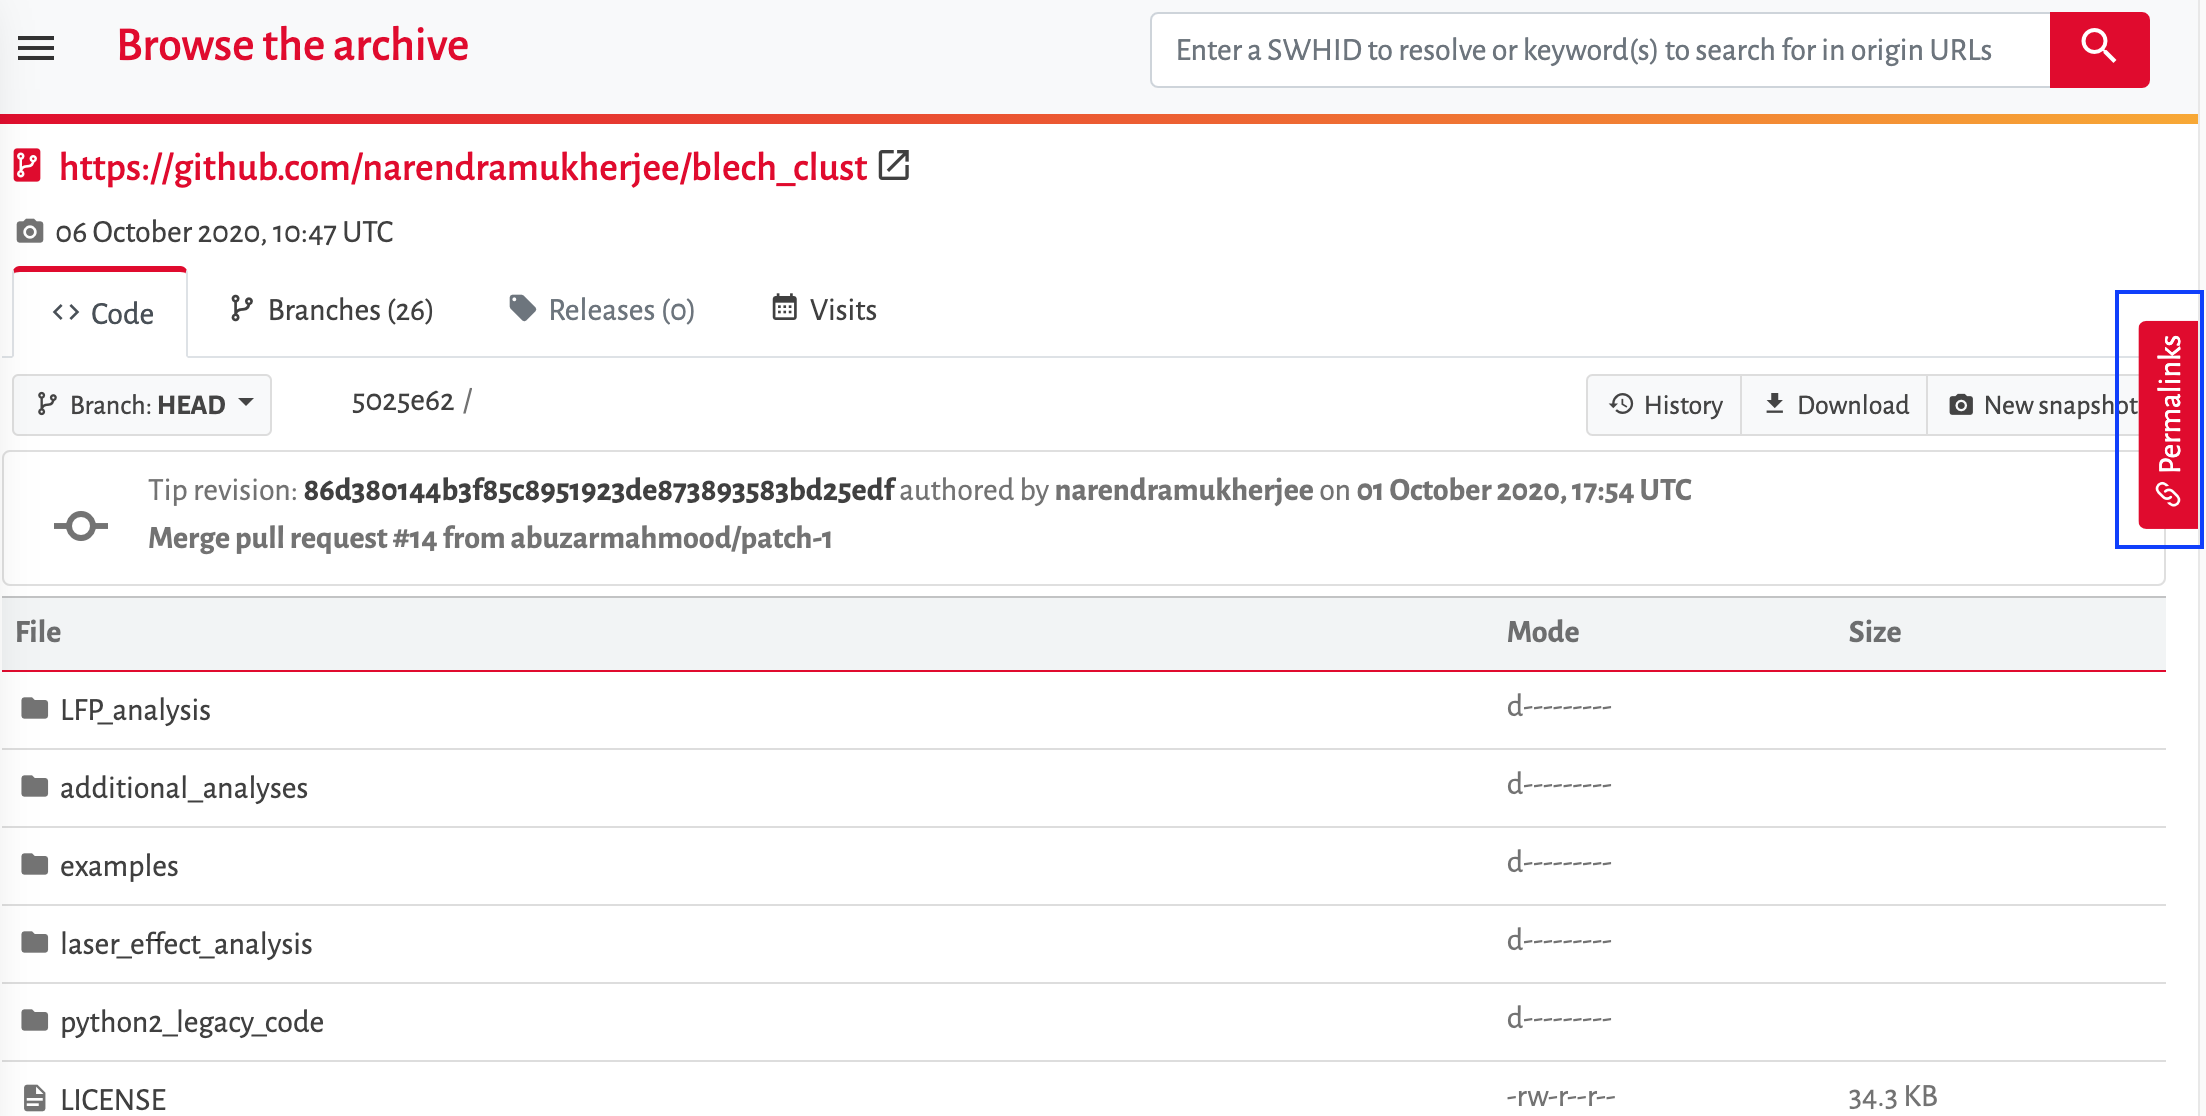 Browse the archive
Enter a SWHID to resolve or keyword(s) to search for in origin URLs
https://github.com/narendramukherjee/blech_clust
06 October 2020, 10:47 UTC
Code Branches (26) Releases (0) Visits
Permalinks
Branch: HEAD 5025e62 / History Download New snapshot
Tip revision: 86d380144b3f85c8951923de873893583bd25edf authored by narendramukherjee on 01 October 2020, 17:54 UTC
Merge pull request #14 from abuzarmahmood/patch-1
File Mode Size
LFP_analysis d---------
additional_analyses d---------
examples d---------
laser_effect_analysis d---------
python2_legacy_code d---------
LICENSE -rw-r--r-- 34.3 KB